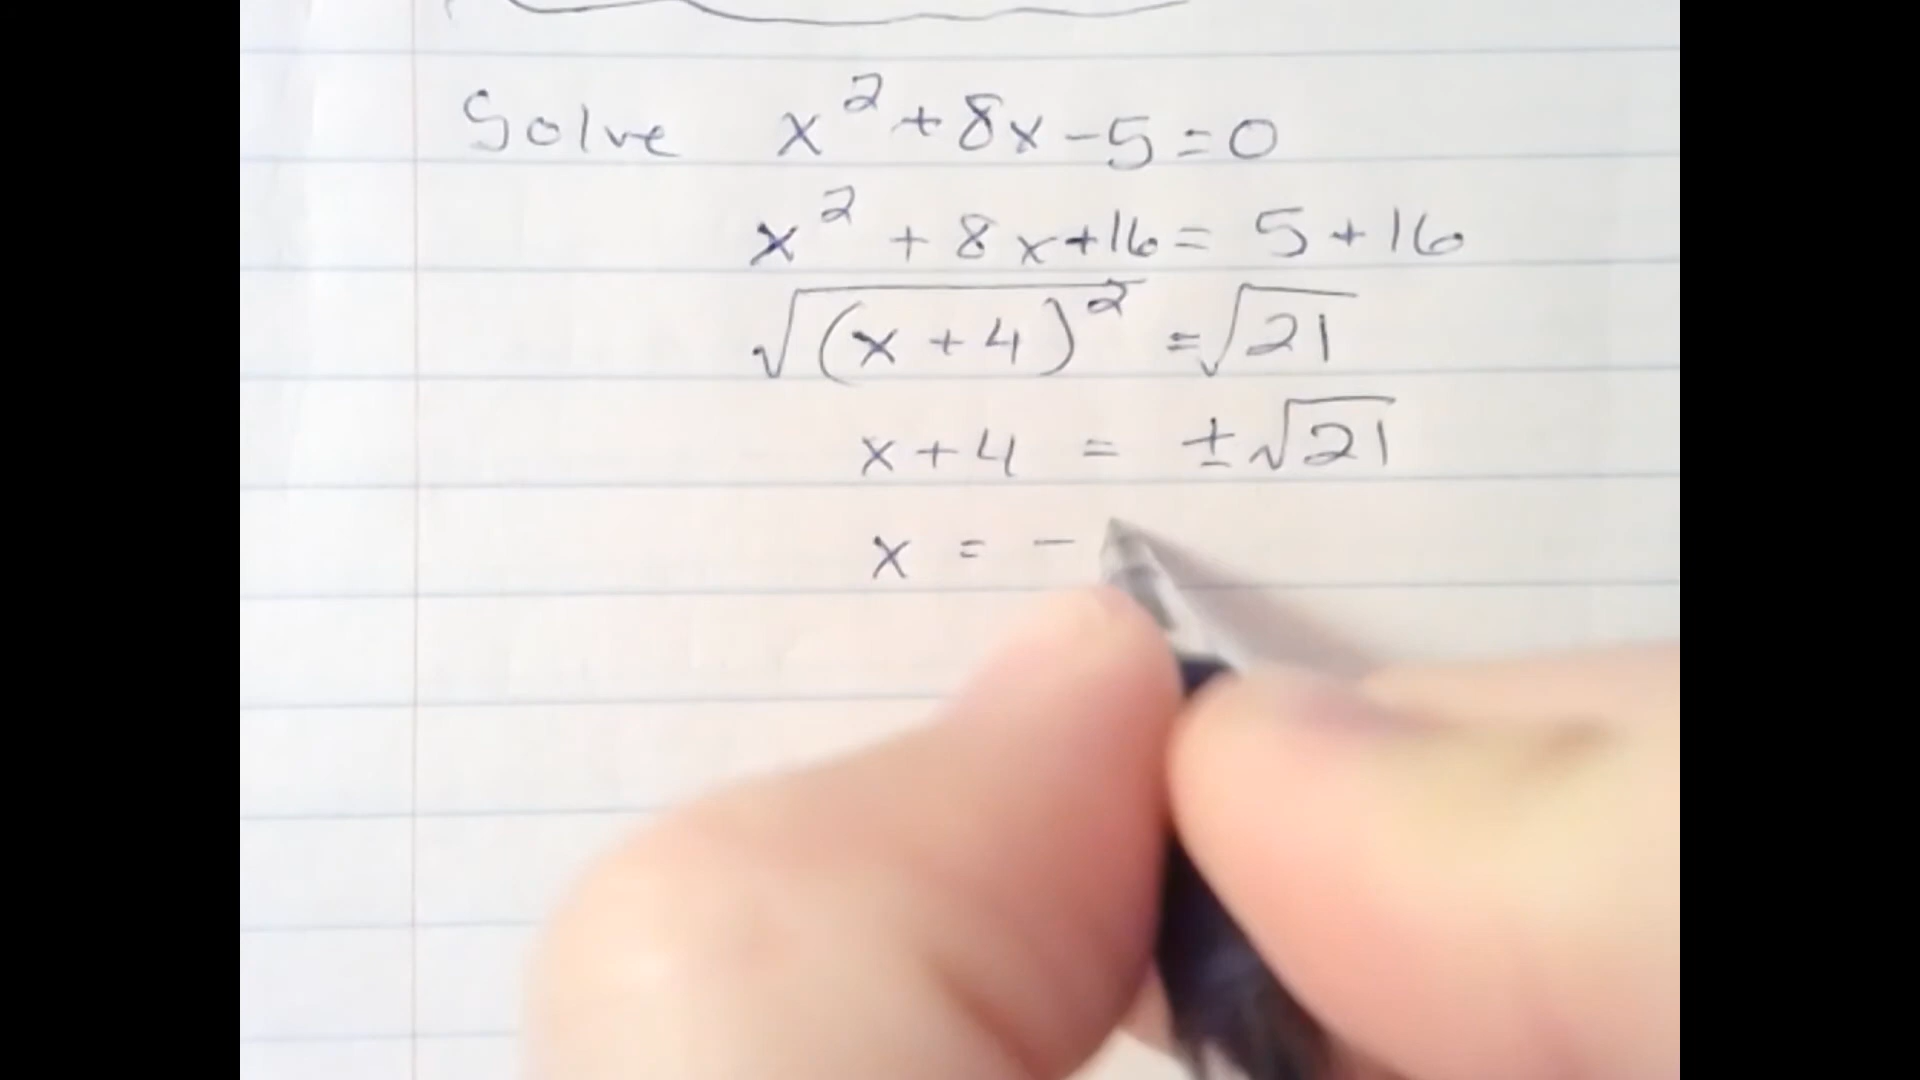 Solve x² + 8x - 5 = 0
x² + 8x + 16 = 5 + 16
√(x + 4)² = √21
x + 4 = ± √21
x = -